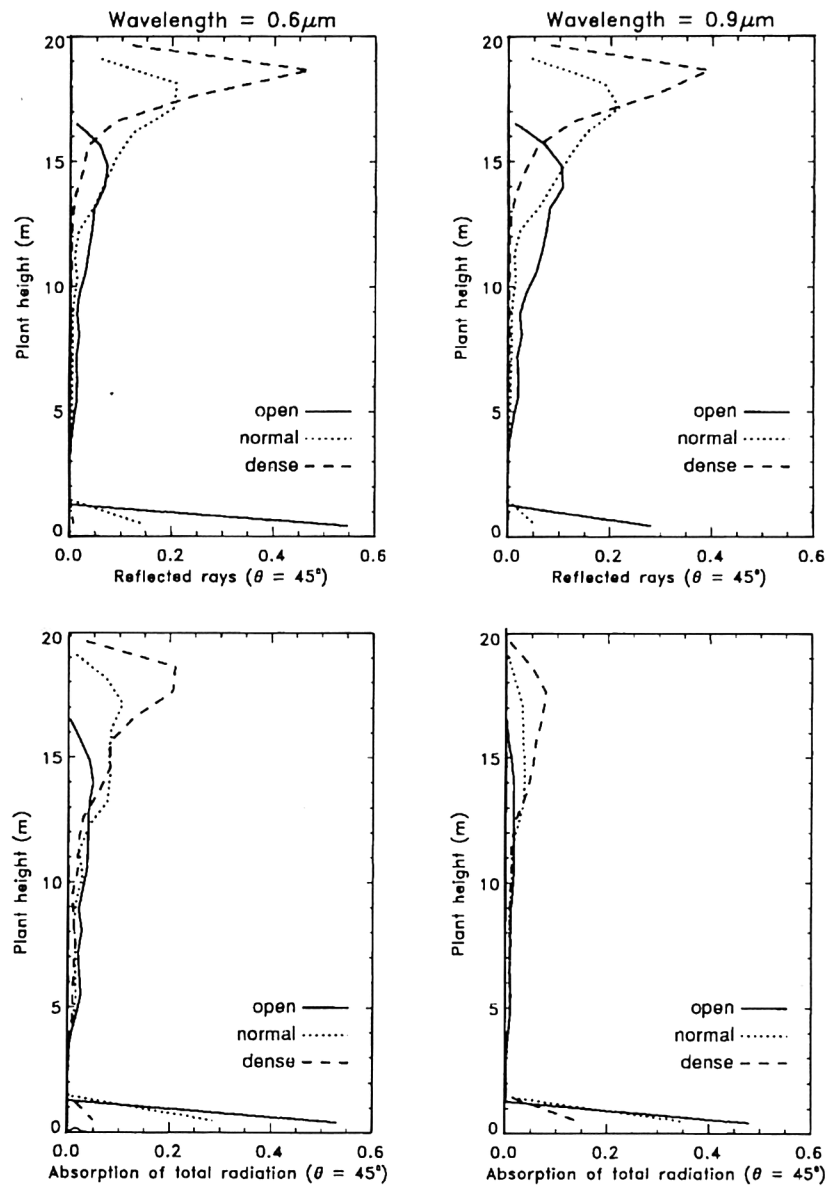 Wavelength = 0.6μm
20
15
10
5
0
Plant height (m)
open
normal
dense
0.0 0.2 0.4 0.6
Reflected rays (θ = 45°)
Wavelength = 0.9μm
20
15
10
5
0
Plant height (m)
open
normal
dense
0.0 0.2 0.4 0.6
Reflected rays (θ = 45°)
20
15
10
5
0
Plant height (m)
open
normal
dense
0.0 0.2 0.4 0.6
Absorption of total radiation (θ = 45°)
20
15
10
5
0
Plant height (m)
open
normal
dense
0.0 0.2 0.4 0.6
Absorption of total radiation (θ = 45°)